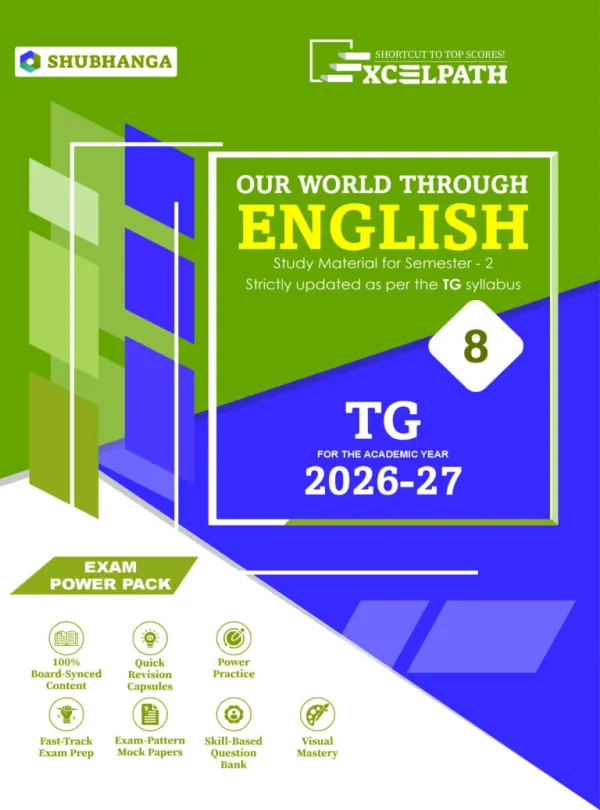 SHUBHANGA
SHORTCUT TO TOP SCORES!
EXCELPATH
OUR WORLD THROUGH
ENGLISH
Study Material for Semester - 2
Strictly updated as per the TG syllabus
8
TG
FOR THE ACADEMIC YEAR
2026-27
EXAM
POWER PACK
100%
Board-Synced
Content
Quick
Revision
Capsules
Power
Practice
Fast-Track
Exam Prep
Exam-Pattern
Mock Papers
Skill-Based
Question
Bank
Visual
Mastery